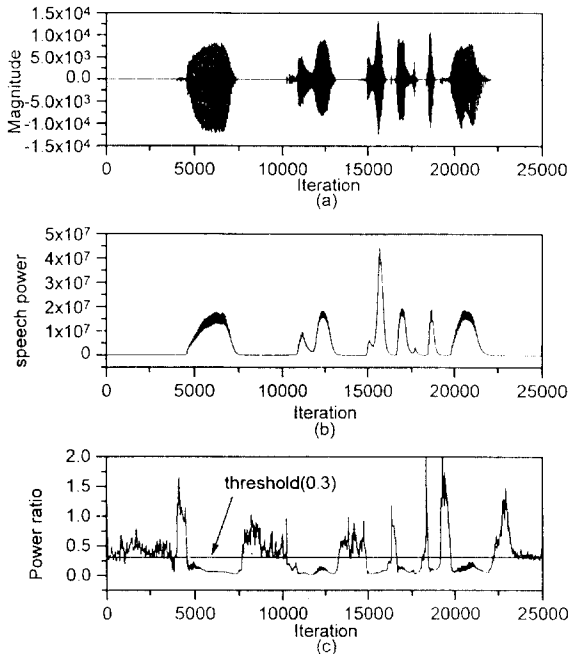 1.5x10⁴
1.0x10⁴
5.0x10³
0.0
-5.0x10³
-1.0x10⁴
-1.5x10⁴
Magnitude
0 5000 10000 15000 20000 25000
Iteration
(a)
5x10⁷
4x10⁷
3x10⁷
2x10⁷
1x10⁷
0
speech power
0 5000 10000 15000 20000 25000
Iteration
(b)
2.0
1.5
1.0
0.5
0.0
Power ratio
threshold(0.3)
0 5000 10000 15000 20000 25000
Iteration
(c)